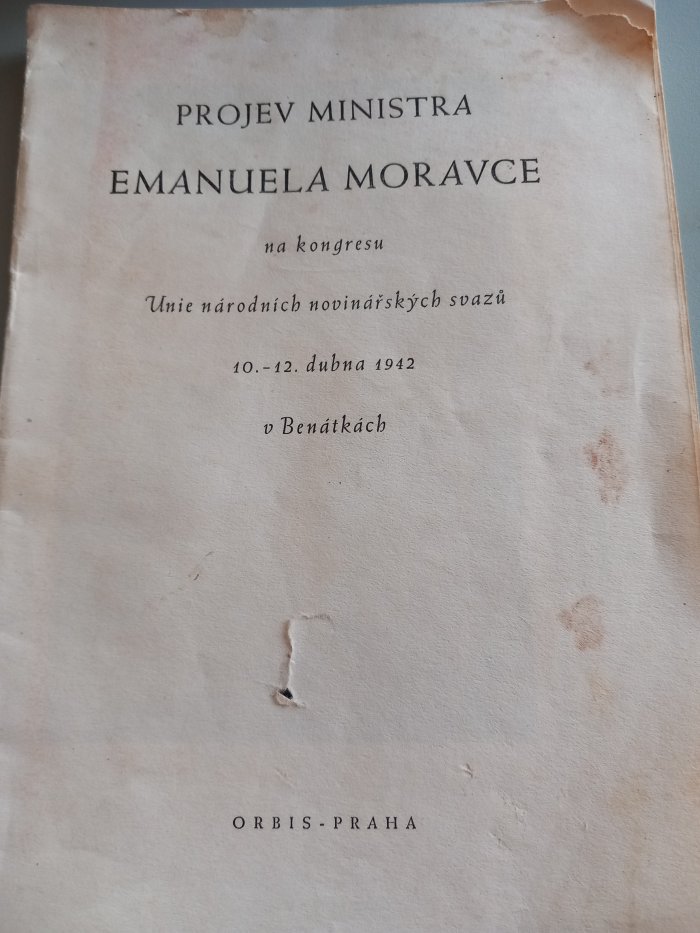 PROJEV MINISTRA
EMANUELA MORAVCE
na kongresu
Unie národních novinářských svazů
10.-12. dubna 1942
v Benátkách
ORBIS-PRAHA